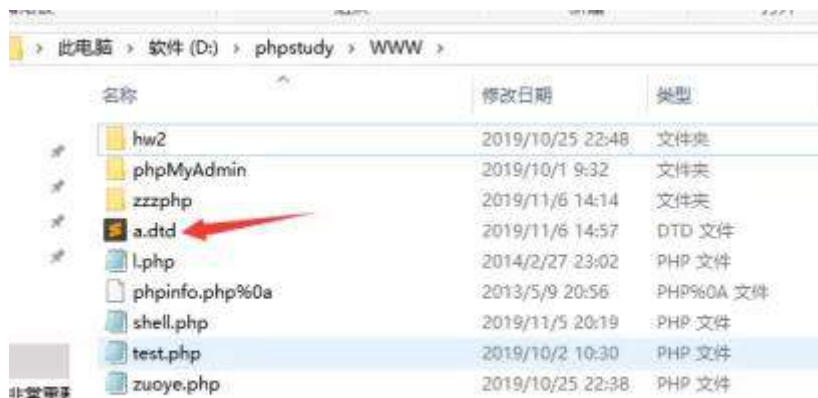 此电脑 › 软件 (D:) › phpstudy › WWW ›
名称 修改日期 类型
hw2 2019/10/25 22:48 文件夹
phpMyAdmin 2019/10/1 9:32 文件夹
zzzphp 2019/11/6 14:14 文件夹
a.dtd 2019/11/6 14:57 DTD 文件
l.php 2014/2/27 23:02 PHP 文件
phpinfo.php%0a 2013/5/9 20:56 PHP%0A 文件
shell.php 2019/11/5 20:19 PHP 文件
test.php 2019/10/2 10:30 PHP 文件
zuoye.php 2019/10/25 22:38 PHP 文件